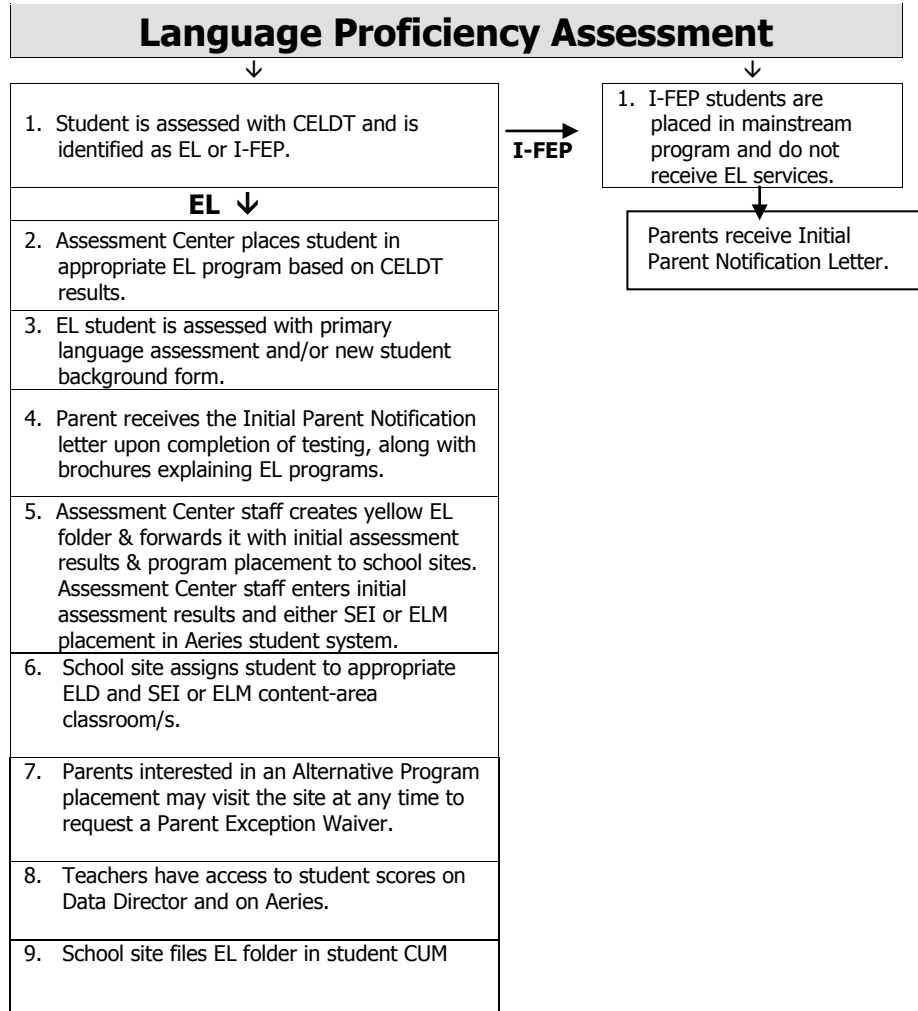 Language Proficiency Assessment
1. Student is assessed with CELDT and is
identified as EL or I-FEP.
I-FEP
1. I-FEP students are
placed in mainstream
program and do not
receive EL services.
Parents receive Initial
Parent Notification Letter.
EL
2. Assessment Center places student in
appropriate EL program based on CELDT
results.
3. EL student is assessed with primary
language assessment and/or new student
background form.
4. Parent receives the Initial Parent Notification
letter upon completion of testing, along with
brochures explaining EL programs.
5. Assessment Center staff creates yellow EL
folder & forwards it with initial assessment
results & program placement to school sites.
Assessment Center staff enters initial
assessment results and either SEI or ELM
placement in Aeries student system.
6. School site assigns student to appropriate
ELD and SEI or ELM content-area
classroom/s.
7. Parents interested in an Alternative Program
placement may visit the site at any time to
request a Parent Exception Waiver.
8. Teachers have access to student scores on
Data Director and on Aeries.
9. School site files EL folder in student CUM